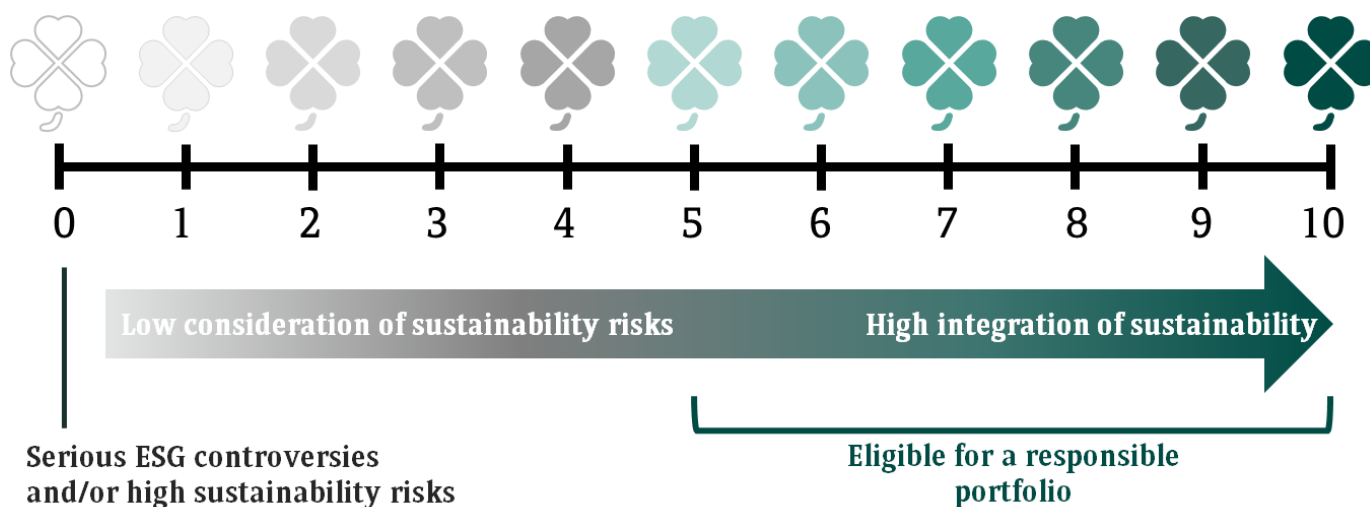 0 1 2 3 4 5 6 7 8 9 10
Low consideration of sustainability risks
High integration of sustainability
Serious ESG controversies
and/or high sustainability risks
Eligible for a responsible
portfolio